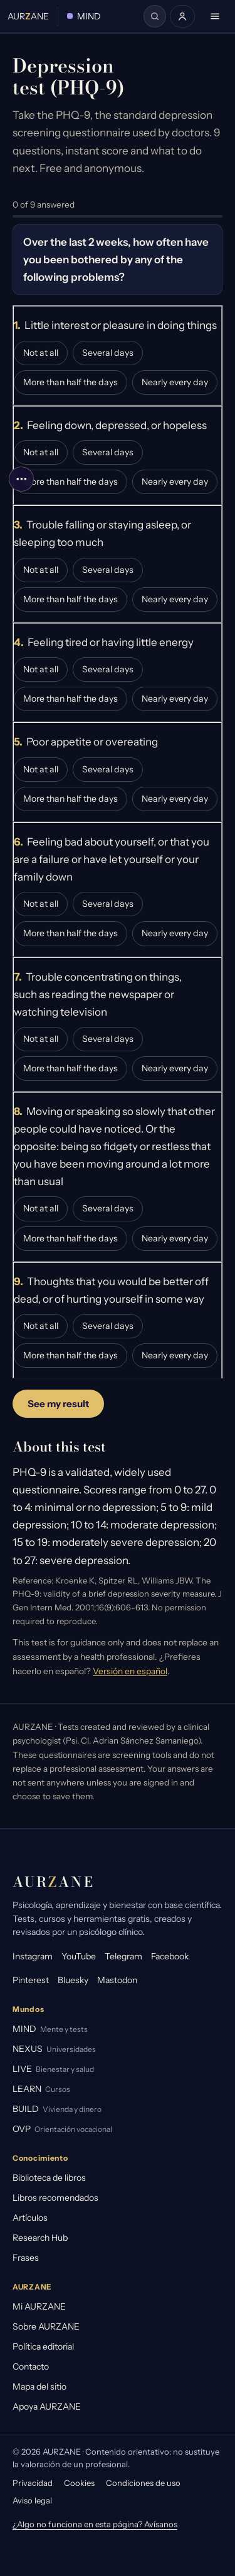 AURZANE MIND
Depression
test (PHQ-9)
Take the PHQ-9, the standard depression
screening questionnaire used by doctors. 9
questions, instant score and what to do
next. Free and anonymous.
0 of 9 answered
Over the last 2 weeks, how often have
you been bothered by any of the
following problems?
1. Little interest or pleasure in doing things
Not at all Several days
More than half the days Nearly every day
2. Feeling down, depressed, or hopeless
Not at all Several days
More than half the days Nearly every day
3. Trouble falling or staying asleep, or
sleeping too much
Not at all Several days
More than half the days Nearly every day
4. Feeling tired or having little energy
Not at all Several days
More than half the days Nearly every day
5. Poor appetite or overeating
Not at all Several days
More than half the days Nearly every day
6. Feeling bad about yourself, or that you
are a failure or have let yourself or your
family down
Not at all Several days
More than half the days Nearly every day
7. Trouble concentrating on things,
such as reading the newspaper or
watching television
Not at all Several days
More than half the days Nearly every day
8. Moving or speaking so slowly that other
people could have noticed. Or the
opposite: being so fidgety or restless that
you have been moving around a lot more
than usual
Not at all Several days
More than half the days Nearly every day
9. Thoughts that you would be better off
dead, or of hurting yourself in some way
Not at all Several days
More than half the days Nearly every day
See my result
About this test
PHQ-9 is a validated, widely used
questionnaire. Scores range from 0 to 27. 0
to 4: minimal or no depression; 5 to 9: mild
depression; 10 to 14: moderate depression;
15 to 19: moderately severe depression; 20
to 27: severe depression.
Reference: Kroenke K, Spitzer RL, Williams JBW. The
PHQ-9: validity of a brief depression severity measure. J
Gen Intern Med. 2001;16(9):606-613. No permission
required to reproduce.
This test is for guidance only and does not replace an
assessment by a health professional. ¿Prefieres
hacerlo en español? Versión en español.
AURZANE · Tests created and reviewed by a clinical
psychologist (Psi. Cl. Adrian Sánchez Samaniego).
These questionnaires are screening tools and do not
replace a professional assessment. Your answers are
not sent anywhere unless you are signed in and
choose to save them.
AURZANE
Psicología, aprendizaje y bienestar con base científica.
Tests, cursos y herramientas gratis, creados y
revisados por un psicólogo clínico.
Instagram YouTube Telegram Facebook
Pinterest Bluesky Mastodon
Mundos
MIND Mente y tests
NEXUS Universidades
LIVE Bienestar y salud
LEARN Cursos
BUILD Vivienda y dinero
OVP Orientación vocacional
Conocimiento
Biblioteca de libros
Libros recomendados
Artículos
Research Hub
Frases
AURZANE
Mi AURZANE
Sobre AURZANE
Política editorial
Contacto
Mapa del sitio
Apoya AURZANE
© 2026 AURZANE · Contenido orientativo: no sustituye
la valoración de un profesional.
Privacidad Cookies Condiciones de uso
Aviso legal
¿Algo no funciona en esta página? Avísanos